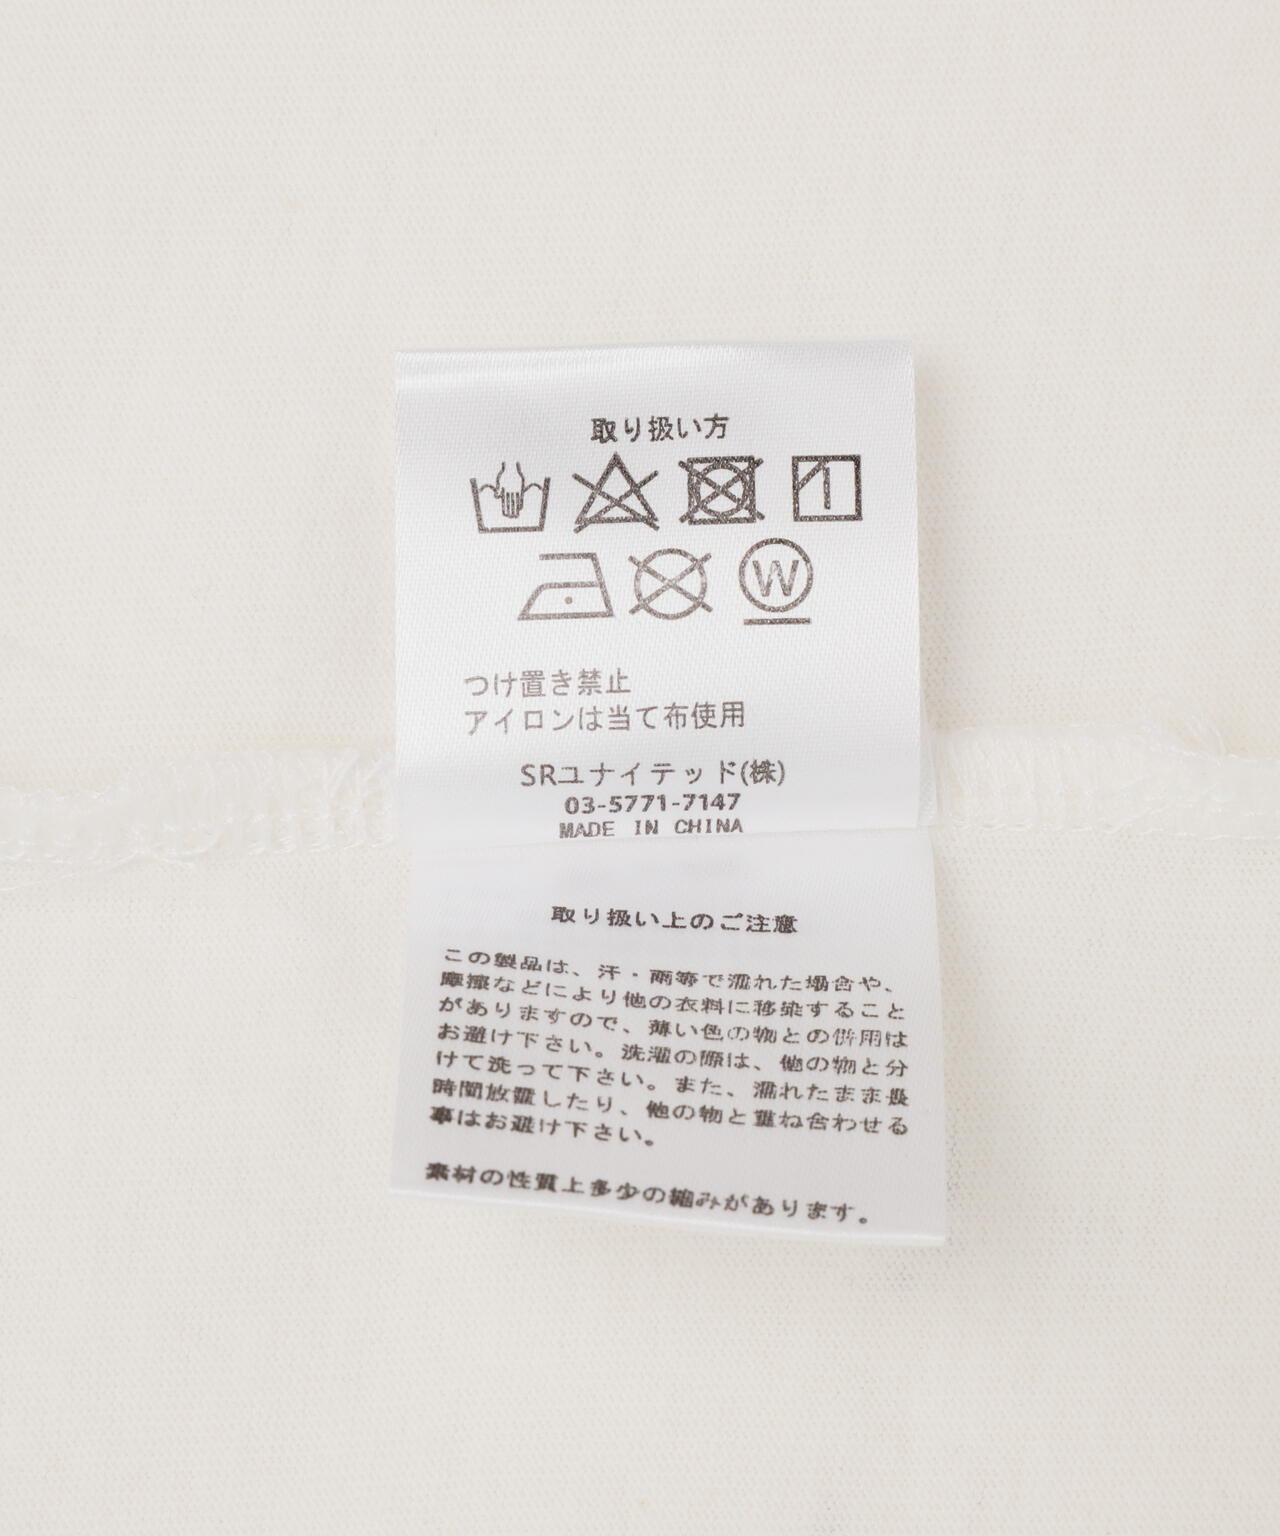 取り扱い方
W
つけ置き禁止
アイロンは当て布使用
SRユナイテッド(株)
03-5771-7147
MADE IN CHINA
取り扱い上のご注意
この製品は、汗・雨等で濡れた場合や、
摩擦などにより他の衣料に移染すること
がありますので、薄い色の物との併用は
お避け下さい。洗濯の際は、他の物と分
けて洗って下さい。また、濡れたまま長
時間放置したり、他の物と重ね合わせる
事はお避け下さい。
素材の性質上多少の縮みがあります。